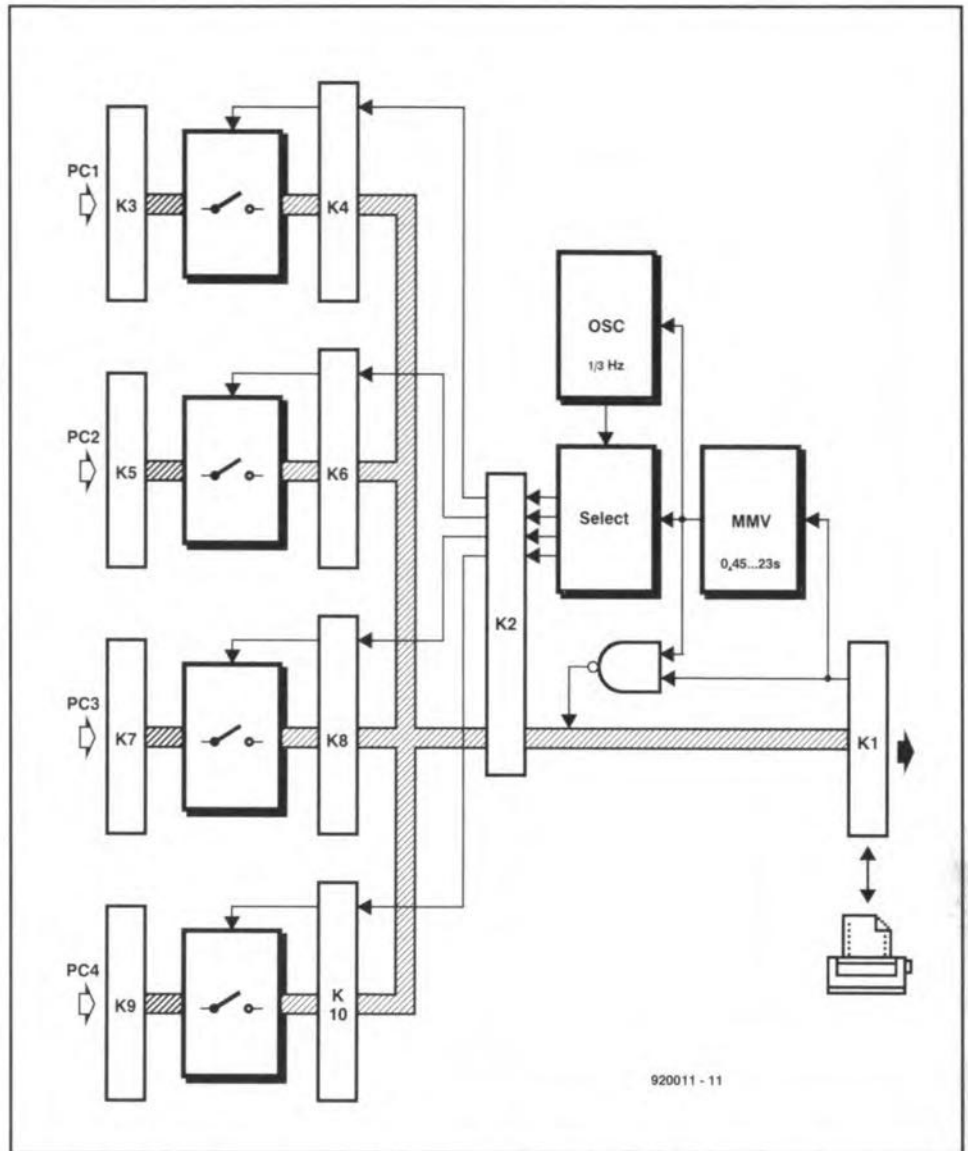 PC1
K3
K4
PC2
K5
K6
PC3
K7
K8
PC4
K9
K
10
K2
OSC
1/3 Hz
Select
MMV
0,45...23s
K1
920011 - 11